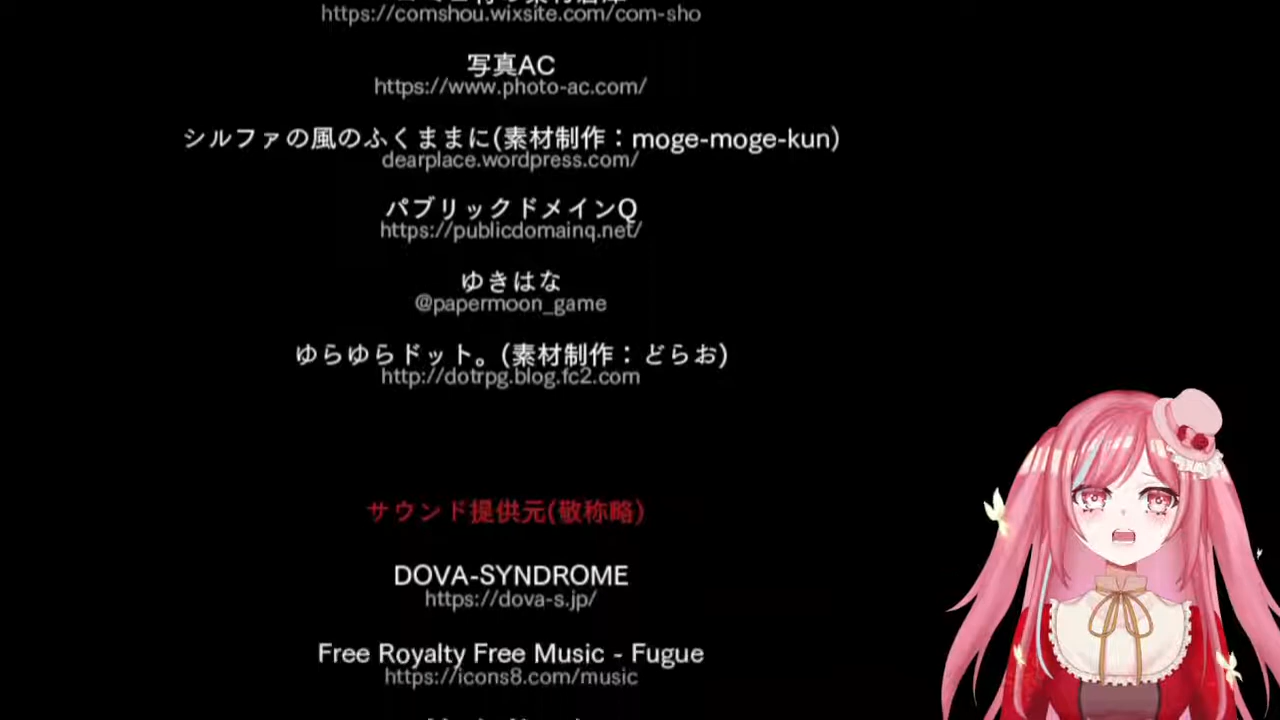 https://comshou.wixsite.com/com-sho
写真AC
https://www.photo-ac.com/
シルファの風のふくままに(素材制作：moge-moge-kun)
dearplace.wordpress.com/
パブリックドメインQ
https://publicdomainq.net/
ゆきはな
@papermoon_game
ゆらゆらドット。(素材制作：どらお)
http://dotrpg.blog.fc2.com
サウンド提供元(敬称略)
DOVA-SYNDROME
https://dova-s.jp/
Free Royalty Free Music - Fugue
https://icons8.com/music